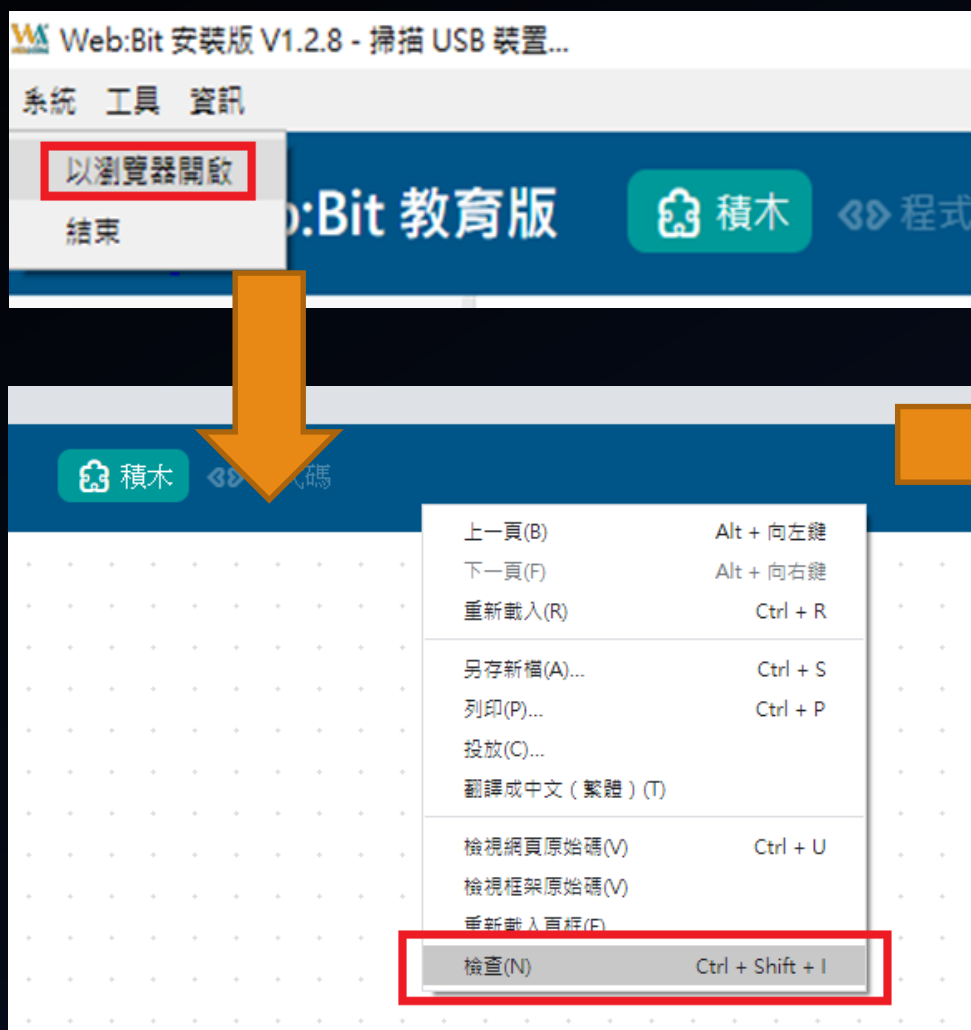 Web:Bit 安裝版 V1.2.8 - 掃描 USB 裝置...
系統 工具 資訊
以瀏覽器開啟
結束
:Bit 教育版 積木 程式
積木 碼
上一頁(B) Alt + 向左鍵
下一頁(F) Alt + 向右鍵
重新載入(R) Ctrl + R
另存新檔(A)... Ctrl + S
列印(P)... Ctrl + P
投放(C)...
翻譯成中文（繁體）(T)
檢視網頁原始碼(V) Ctrl + U
檢視框架原始碼(V)
重新載入頁框(F)
檢查(N) Ctrl + Shift + I